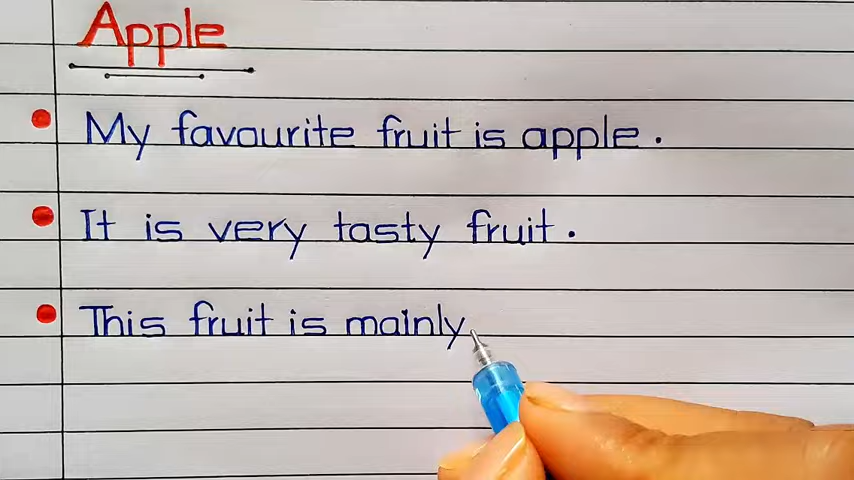 Apple
My favourite fruit is apple.
It is very tasty fruit.
This fruit is mainly